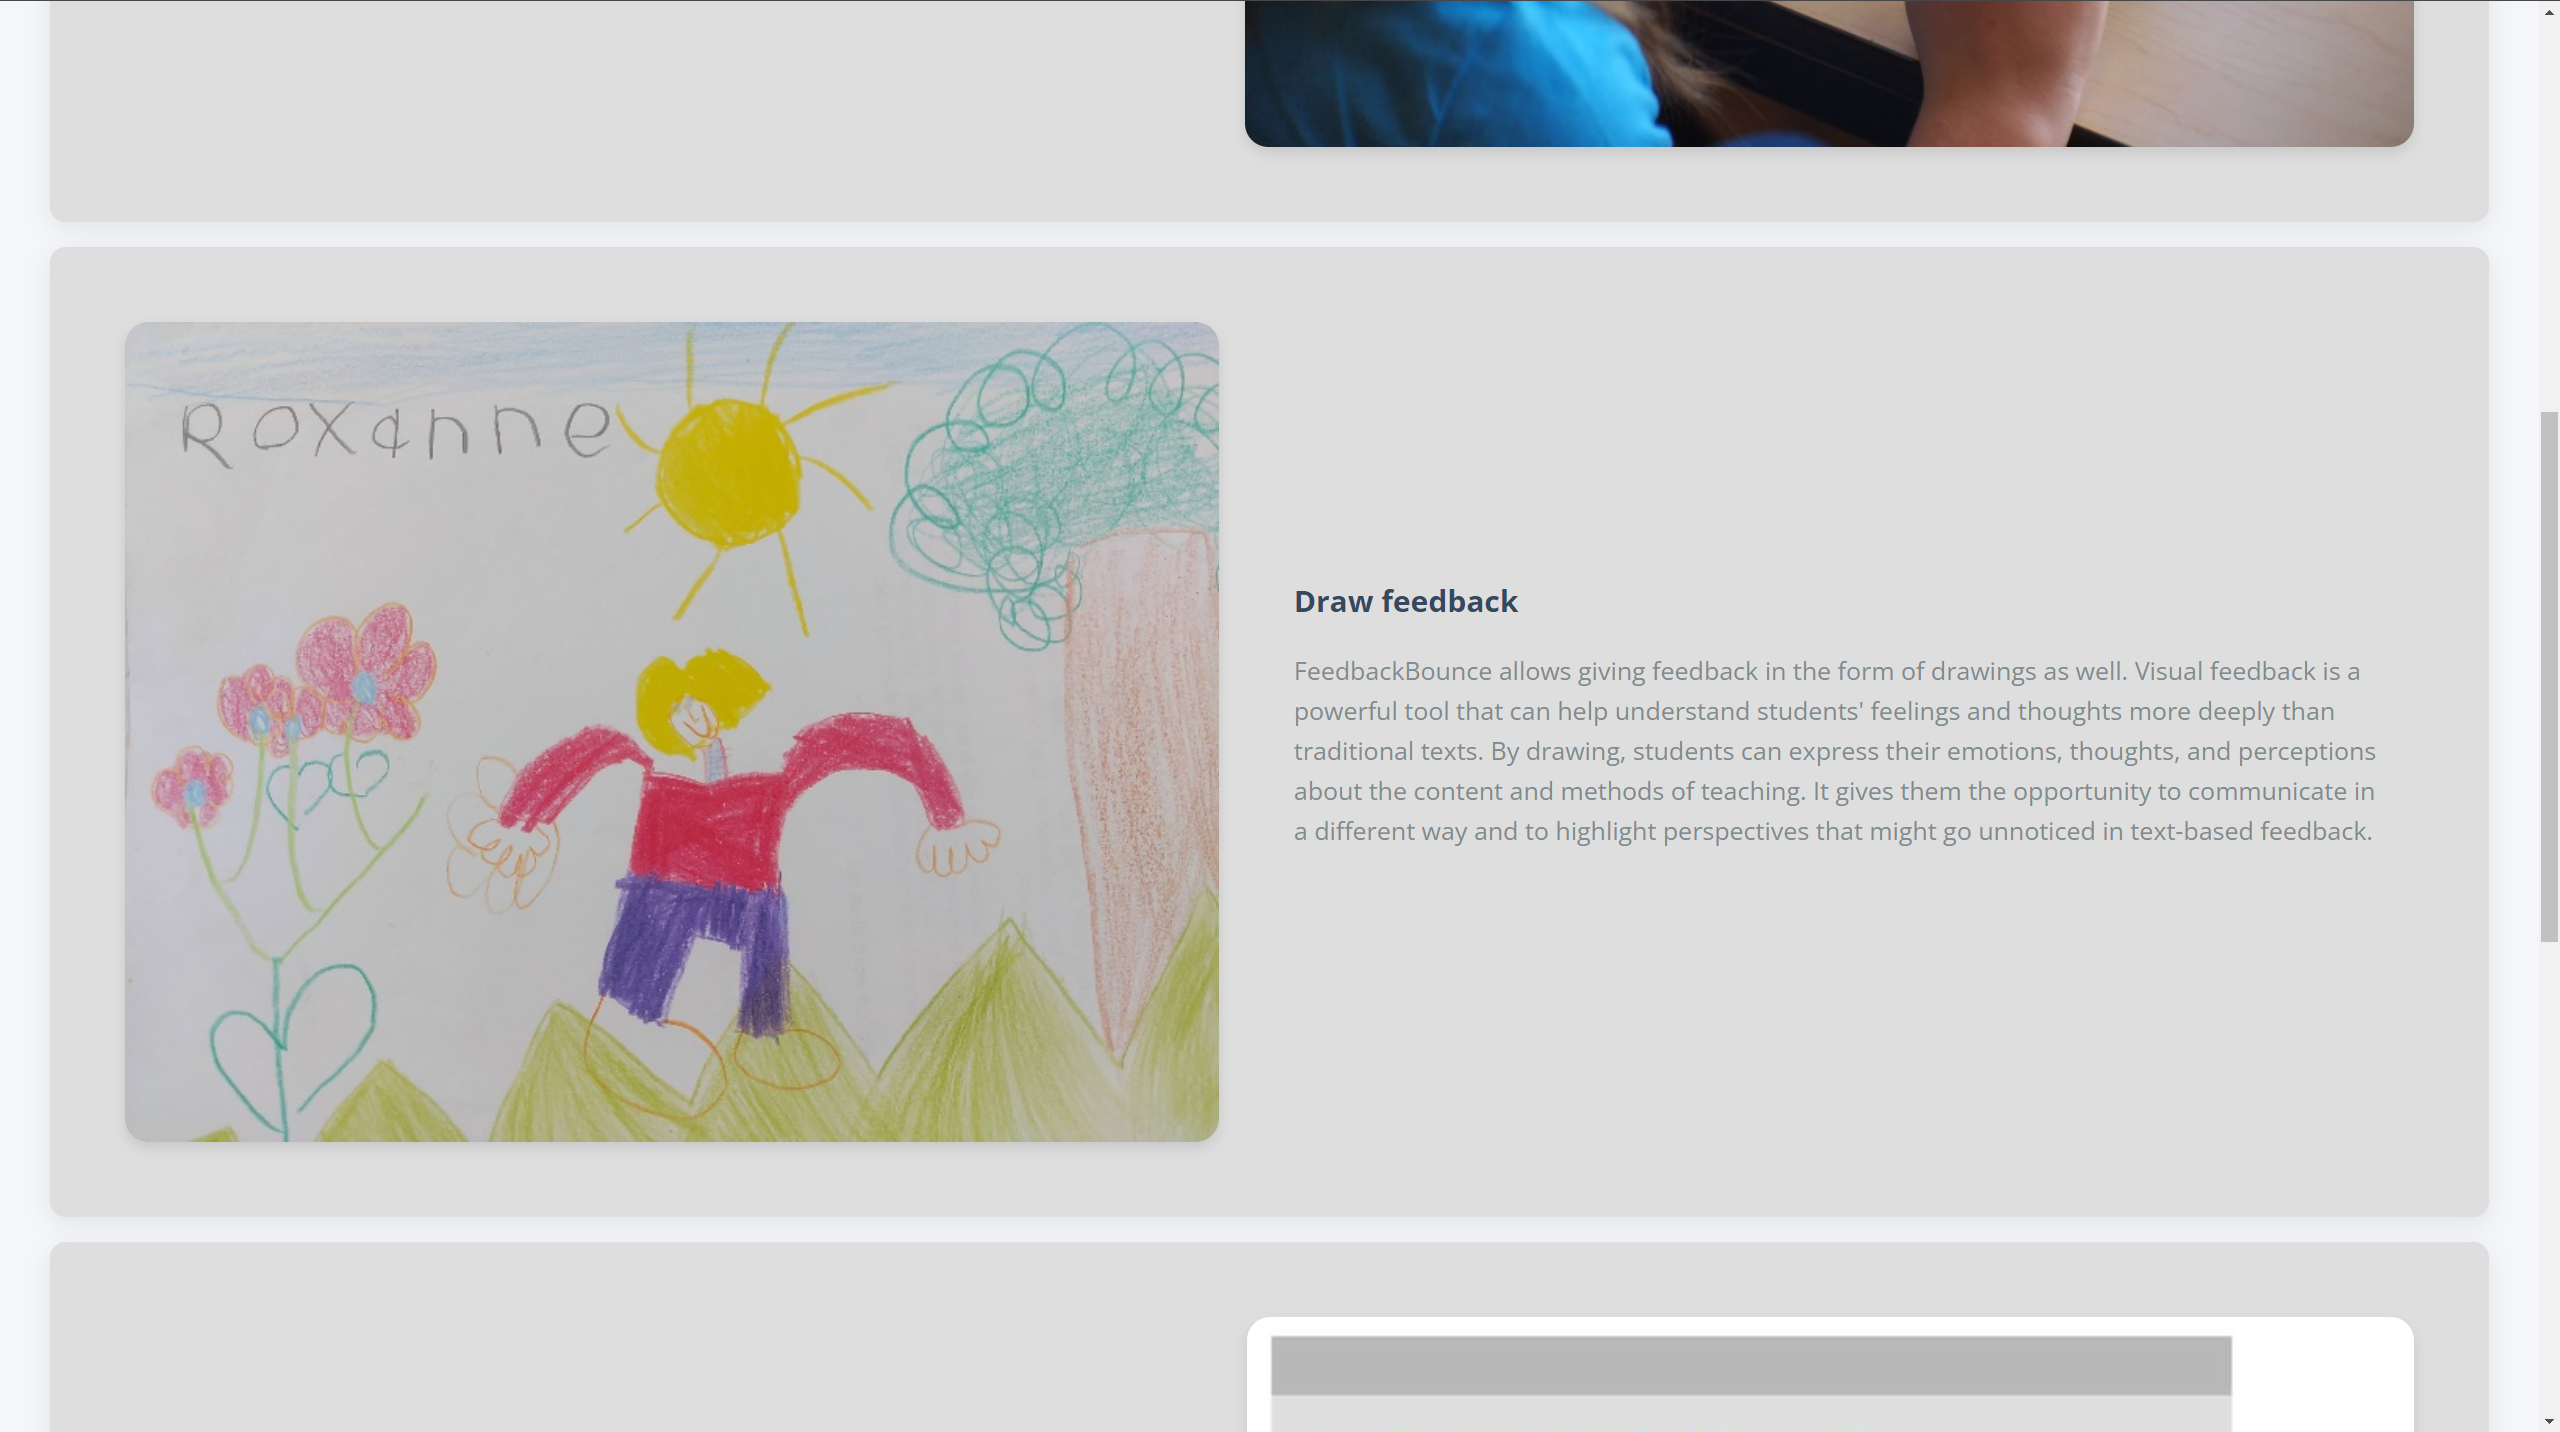 Roxanne
Draw feedback
FeedbackBounce allows giving feedback in the form of drawings as well. Visual feedback is a
powerful tool that can help understand students' feelings and thoughts more deeply than
traditional texts. By drawing, students can express their emotions, thoughts, and perceptions
about the content and methods of teaching. It gives them the opportunity to communicate in
a different way and to highlight perspectives that might go unnoticed in text-based feedback.